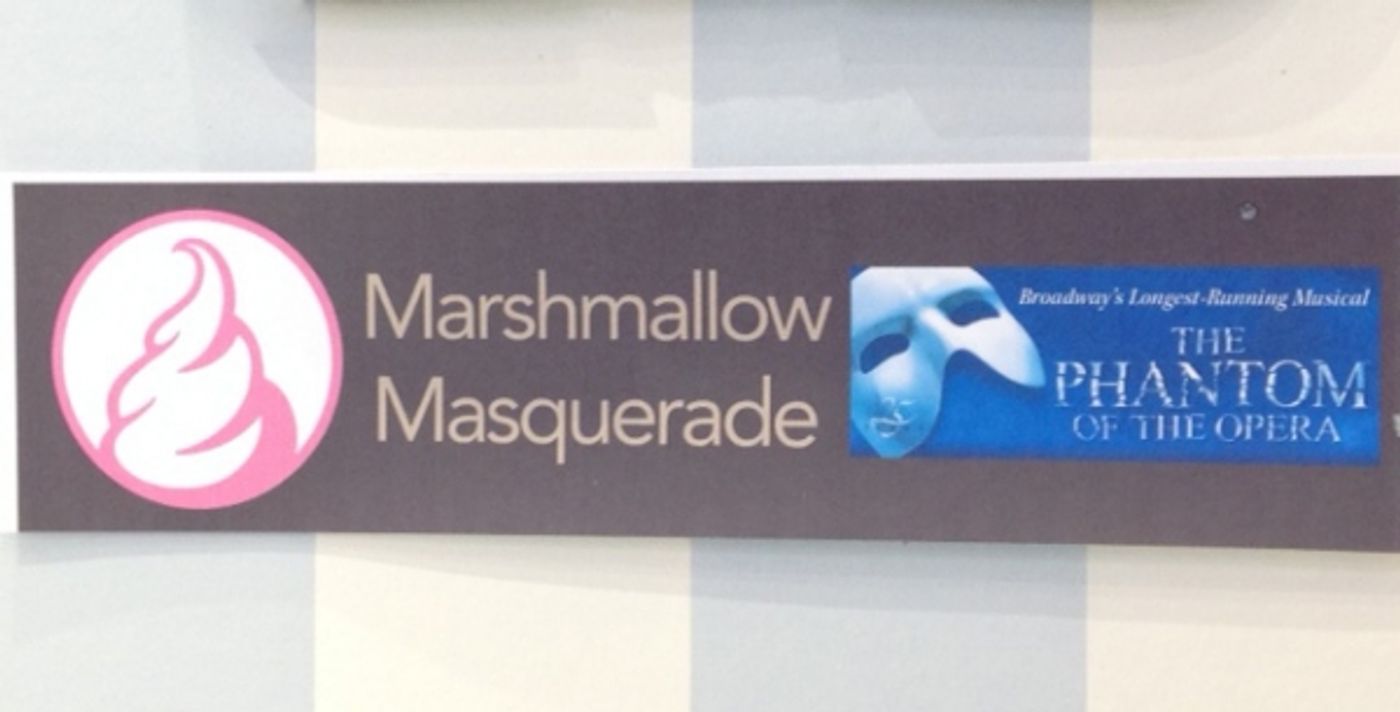 Marshmallow
Masquerade
Broadway's Longest-Running Musical
THE
PHANTOM
OF THE OPERA